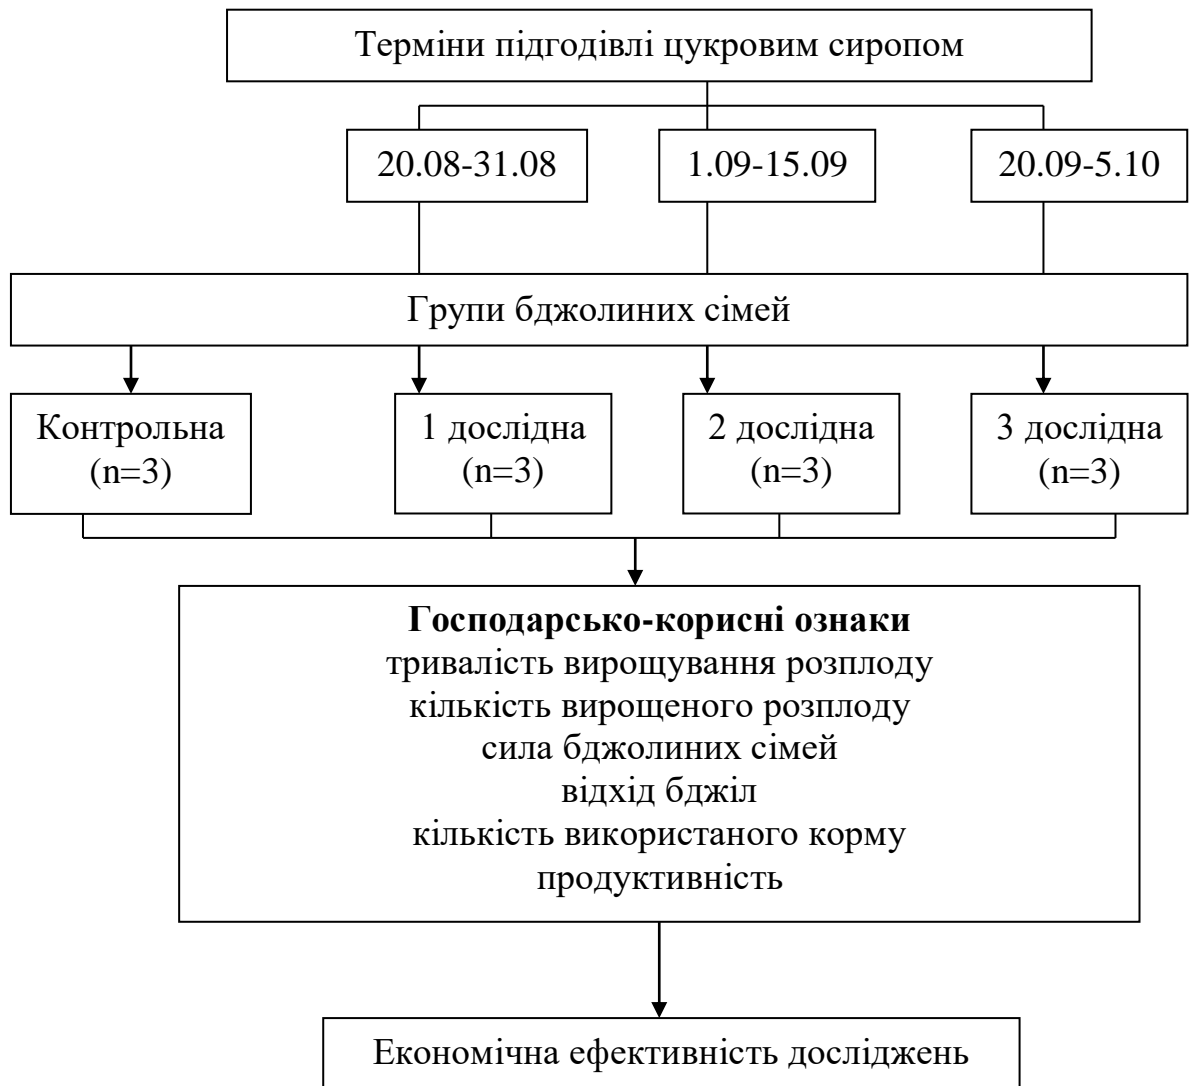 Терміни підгодівлі цукровим сиропом
20.08-31.08
1.09-15.09
20.09-5.10
Групи бджолиних сімей
Контрольна
(n=3)
1 дослідна
(n=3)
2 дослідна
(n=3)
3 дослідна
(n=3)
Господарсько-корисні ознаки
тривалість вирощування розплоду
кількість вирощеного розплоду
сила бджолиних сімей
відхід бджіл
кількість використаного корму
продуктивність
Економічна ефективність досліджень